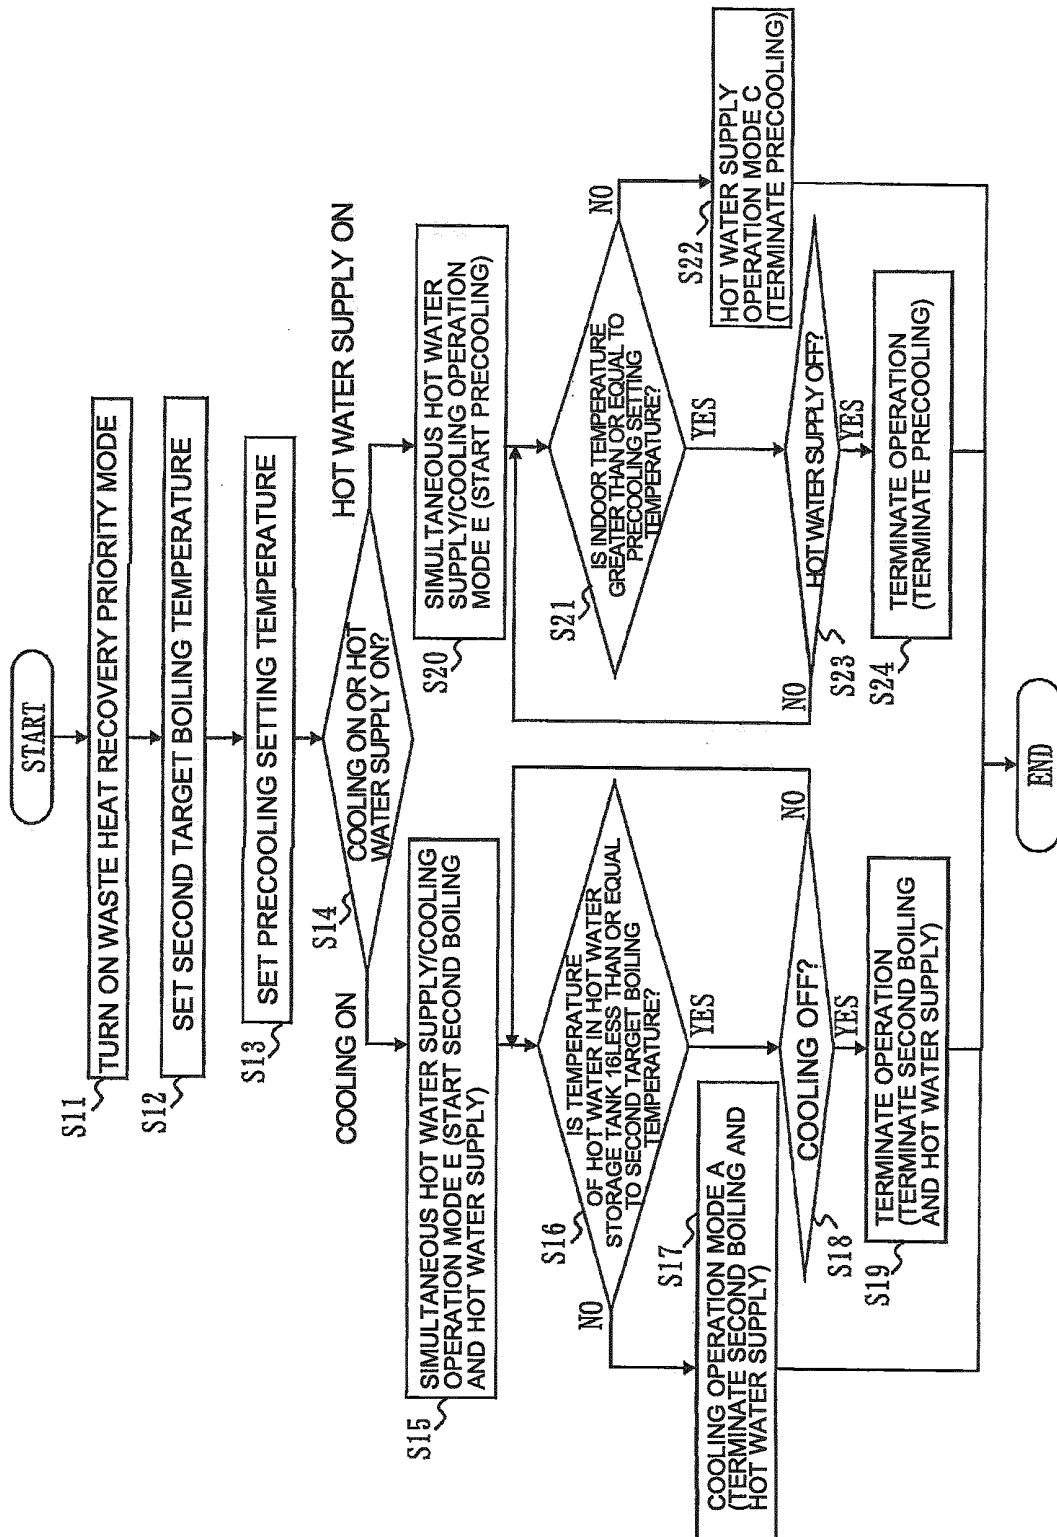 START
S11
TURN ON WASTE HEAT RECOVERY PRIORITY MODE
S12
SET SECOND TARGET BOILING TEMPERATURE
S13
SET PRECOOLING SETTING TEMPERATURE
S14
COOLING ON OR HOT
WATER SUPPLY ON?
COOLING ON
HOT WATER SUPPLY ON
S15
SIMULTANEOUS HOT WATER SUPPLY/COOLING
OPERATION MODE E (START SECOND BOILING
AND HOT WATER SUPPLY)
S16
IS TEMPERATURE
OF HOT WATER IN HOT WATER
STORAGE TANK 16LESS THAN OR EQUAL
TO SECOND TARGET BOILING
TEMPERATURE?
NO
YES
S17
COOLING OPERATION MODE A
(TERMINATE SECOND BOILING AND
HOT WATER SUPPLY)
S18
COOLING OFF?
NO
YES
S19
TERMINATE OPERATION
(TERMINATE SECOND BOILING
AND HOT WATER SUPPLY)
S20
SIMULTANEOUS HOT WATER
SUPPLY/COOLING OPERATION
MODE E (START PRECOOLING)
S21
IS INDOOR TEMPERATURE
GREATER THAN OR EQUAL TO
PRECOOLING SETTING
TEMPERATURE?
NO
YES
S22
HOT WATER SUPPLY
OPERATION MODE C
(TERMINATE PRECOOLING)
S23
HOT WATER SUPPLY OFF?
NO
YES
S24
TERMINATE OPERATION
(TERMINATE PRECOOLING)
END